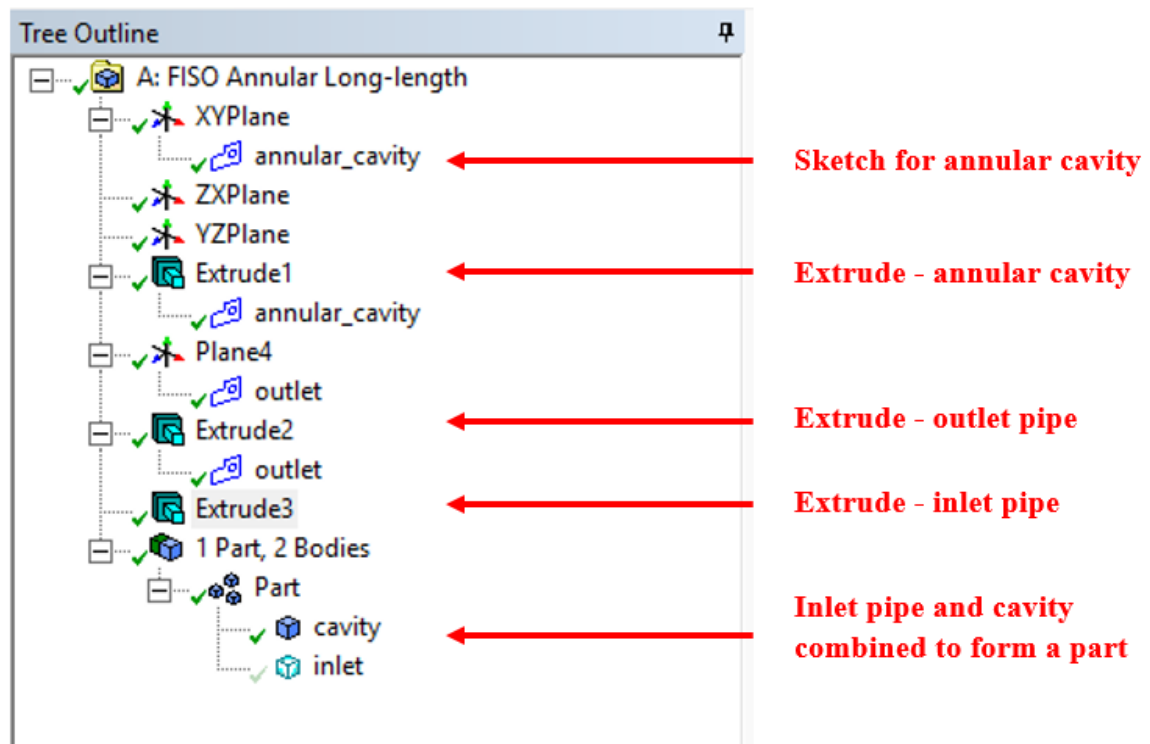 Tree Outline
A: FISO Annular Long-length
XYPlane
annular_cavity
Sketch for annular cavity
ZXPlane
YZPlane
Extrude1
Extrude - annular cavity
annular_cavity
Plane4
outlet
Extrude2
Extrude - outlet pipe
outlet
Extrude3
Extrude - inlet pipe
1 Part, 2 Bodies
Part
Inlet pipe and cavity
cavity
combined to form a part
inlet